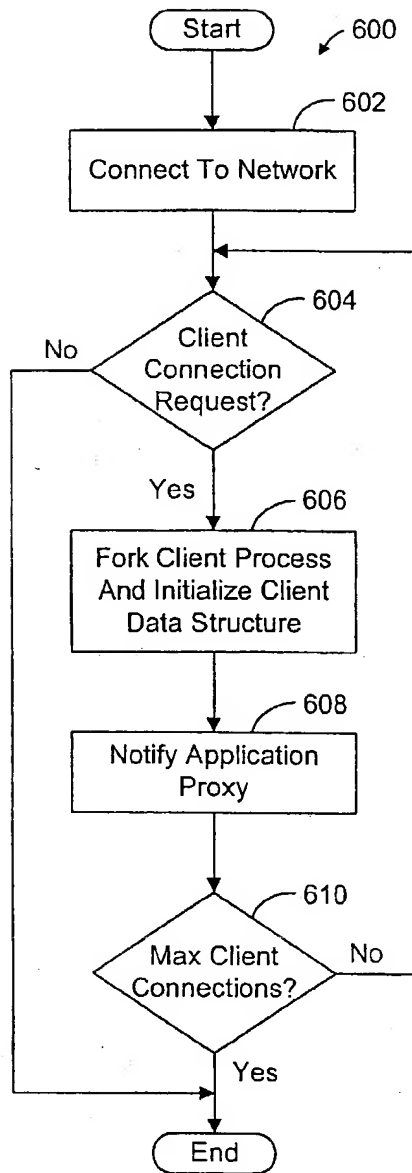 Start
600
602
Connect To Network
604
Client
Connection
Request?
No
Yes
606
Fork Client Process
And Initialize Client
Data Structure
608
Notify Application
Proxy
610
Max Client
Connections?
No
Yes
End